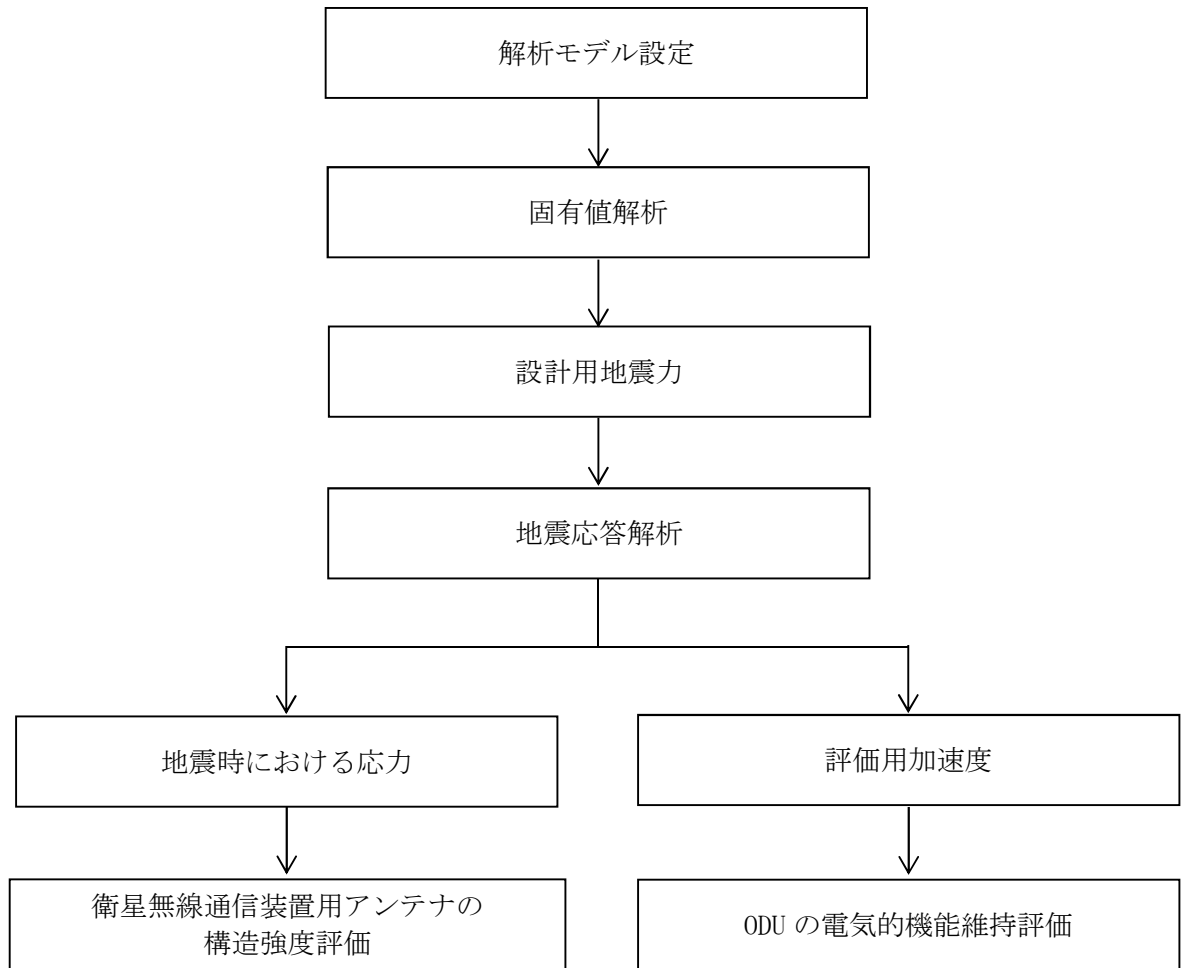 解析モデル設定
固有値解析
設計用地震力
地震応答解析
地震時における応力
評価用加速度
衛星無線通信装置用アンテナの
構造強度評価
ODU の電気的機能維持評価